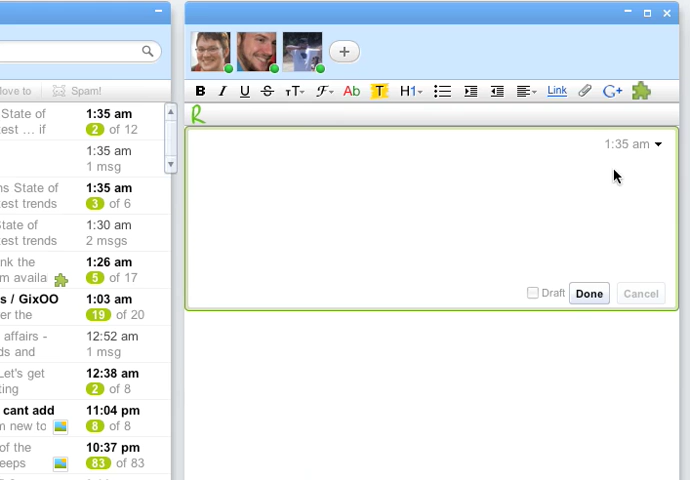 Move to Spam!
State of 1:35 am
test ... if 2 of 12
1:35 am
1 msg
ns State of 1:35 am
test trends 3 of 6
State of 1:30 am
test trends 2 msgs
nk the 1:26 am
m availa 5 of 17
s / GixOO 1:03 am
er the 19 of 20
affairs - 12:52 am
ds and 1 msg
Let's get 12:38 am
ting 2 of 8
cant add 11:04 pm
m new to 8 of 8
of the 10:37 pm
eeps 83 of 83
B I U S TT F Ab T H1 Link G+
R
1:35 am
Draft Done Cancel